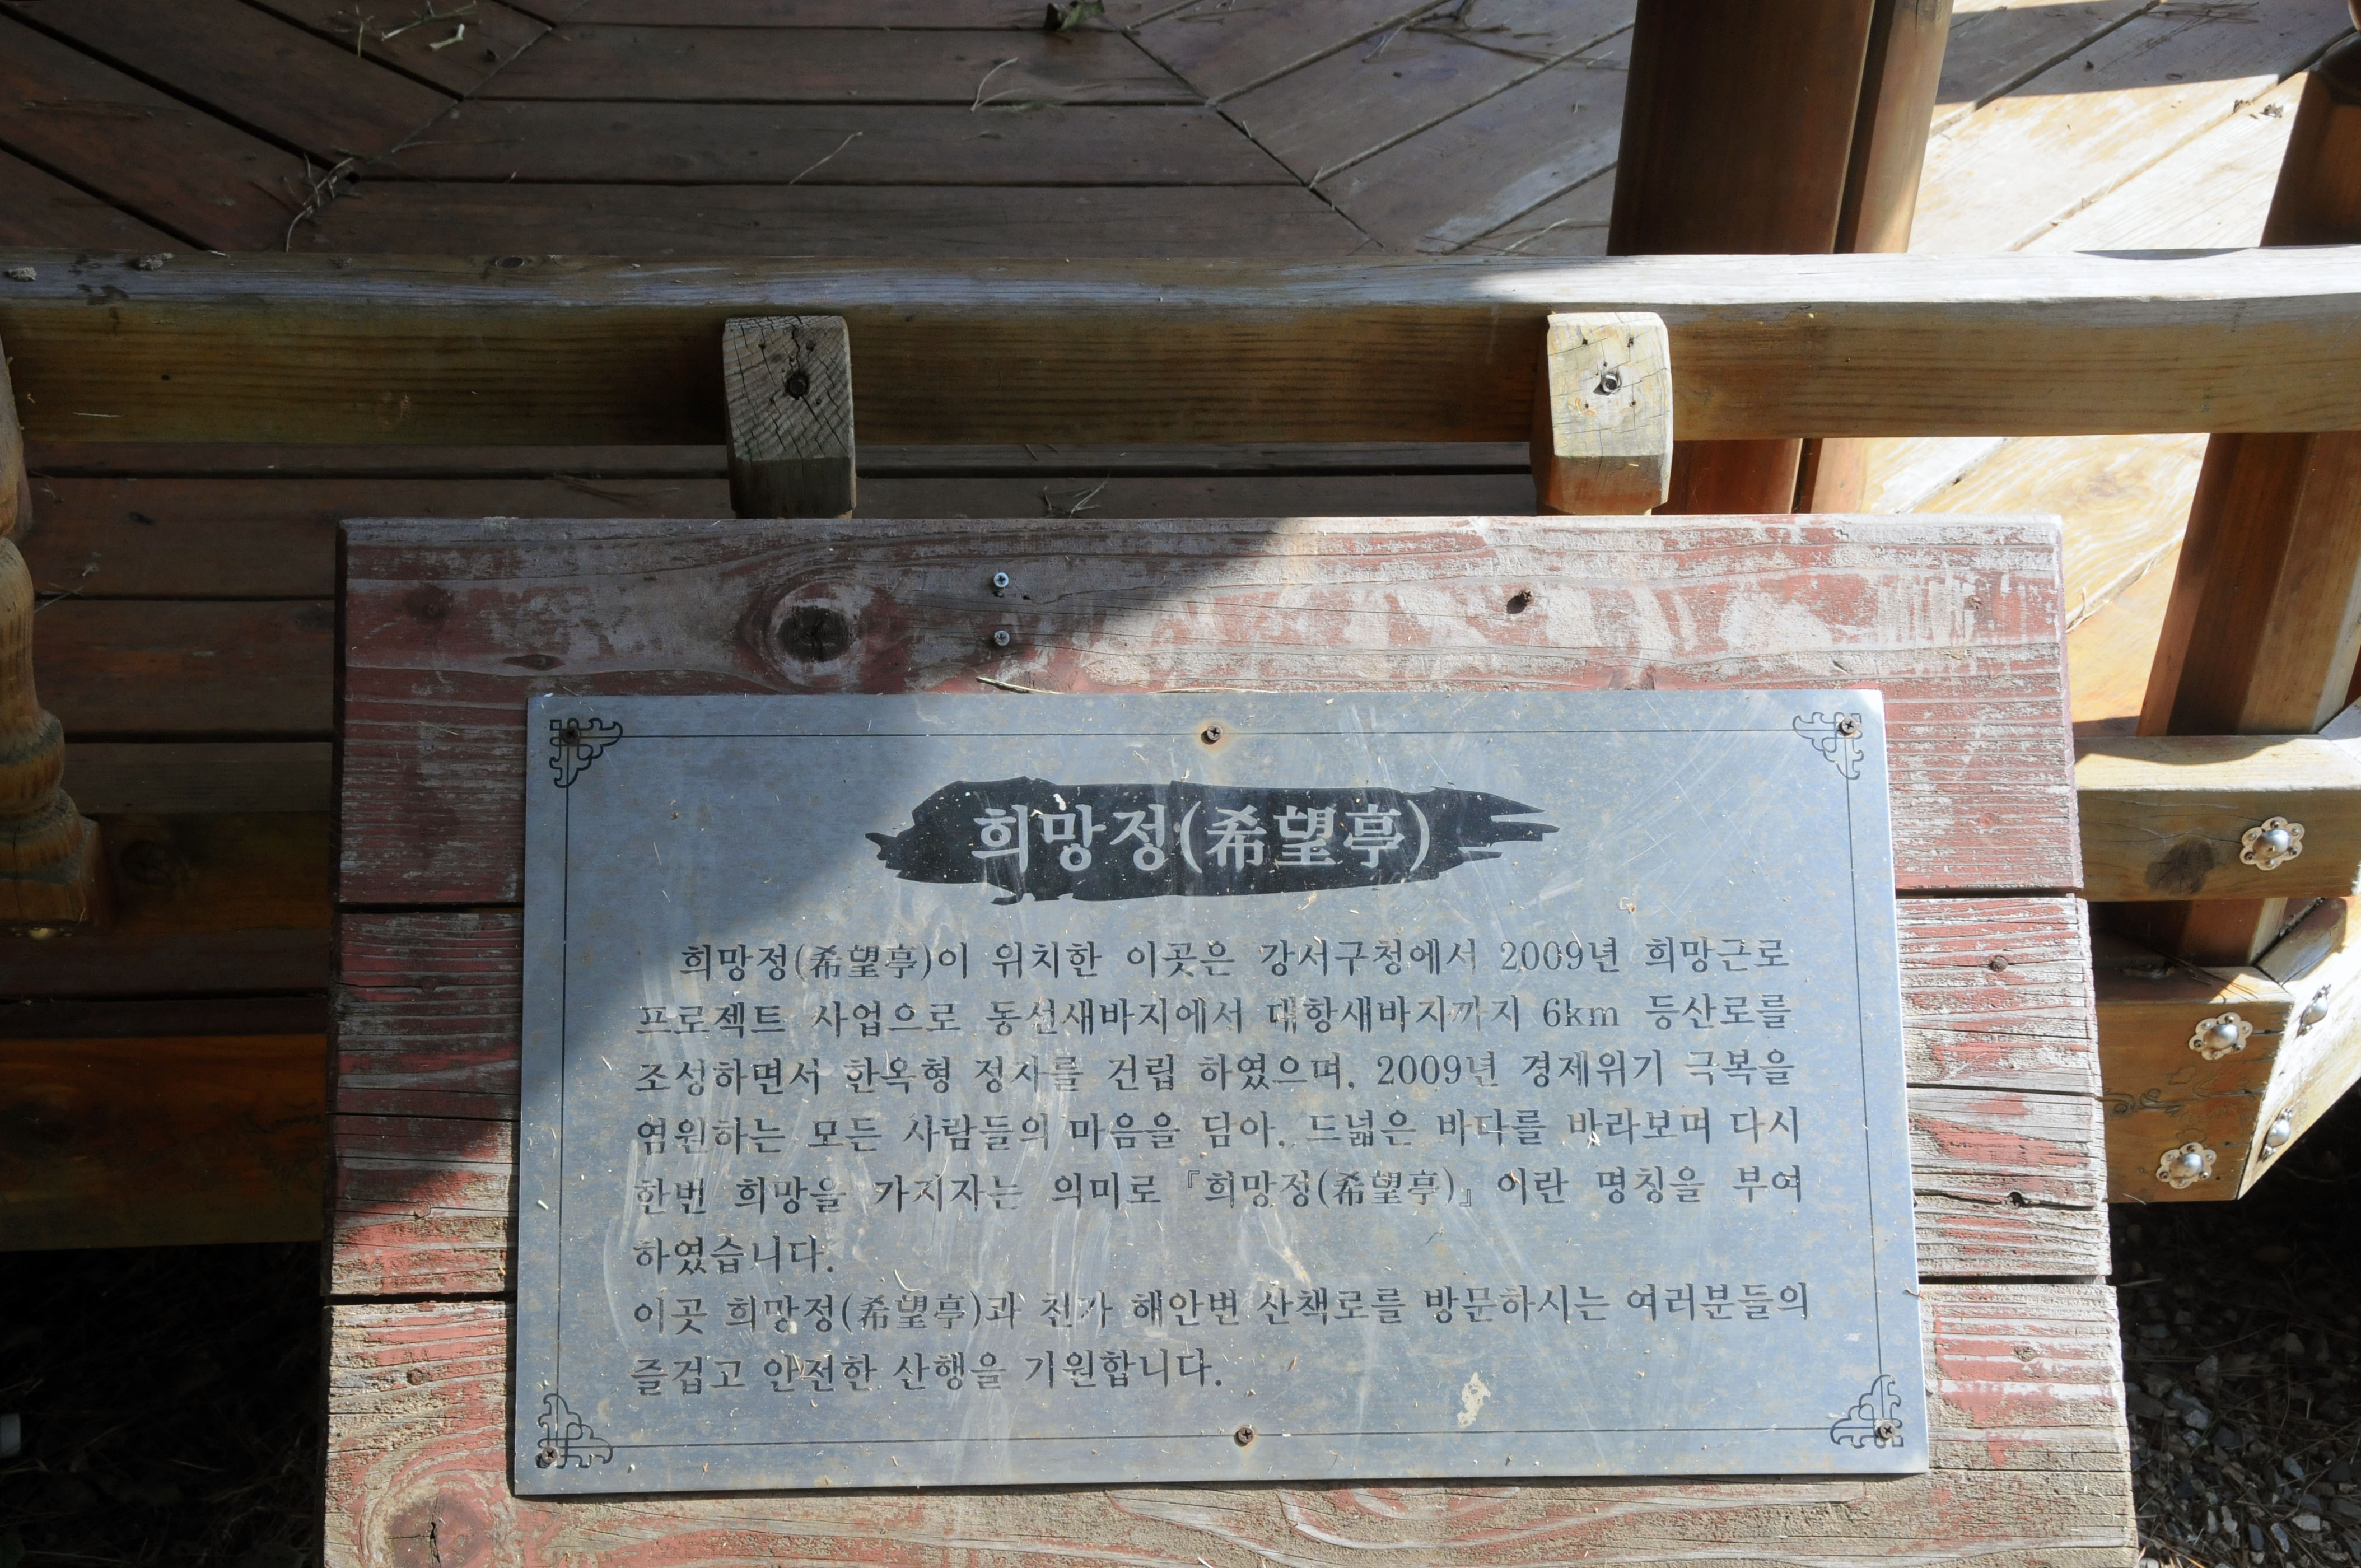 희망정(希望亭)
희망정(希望亭)이 위치한 이곳은 강서구청에서 2009년 희망근로
프로젝트 사업으로 동선새바지에서 대항새바지까지 6km 등산로를
조성하면서 한옥형 정자를 건립 하였으며, 2009년 경제위기 극복을
염원하는 모든 사람들의 마음을 담아, 드넓은 바다를 바라보며 다시
한번 희망을 가지자는 의미로 『희망정(希望亭)』이란 명칭을 부여
하였습니다.
이곳 희망정(希望亭)과 천가 해안변 산책로를 방문하시는 여러분들의
즐겁고 안전한 산행을 기원합니다.